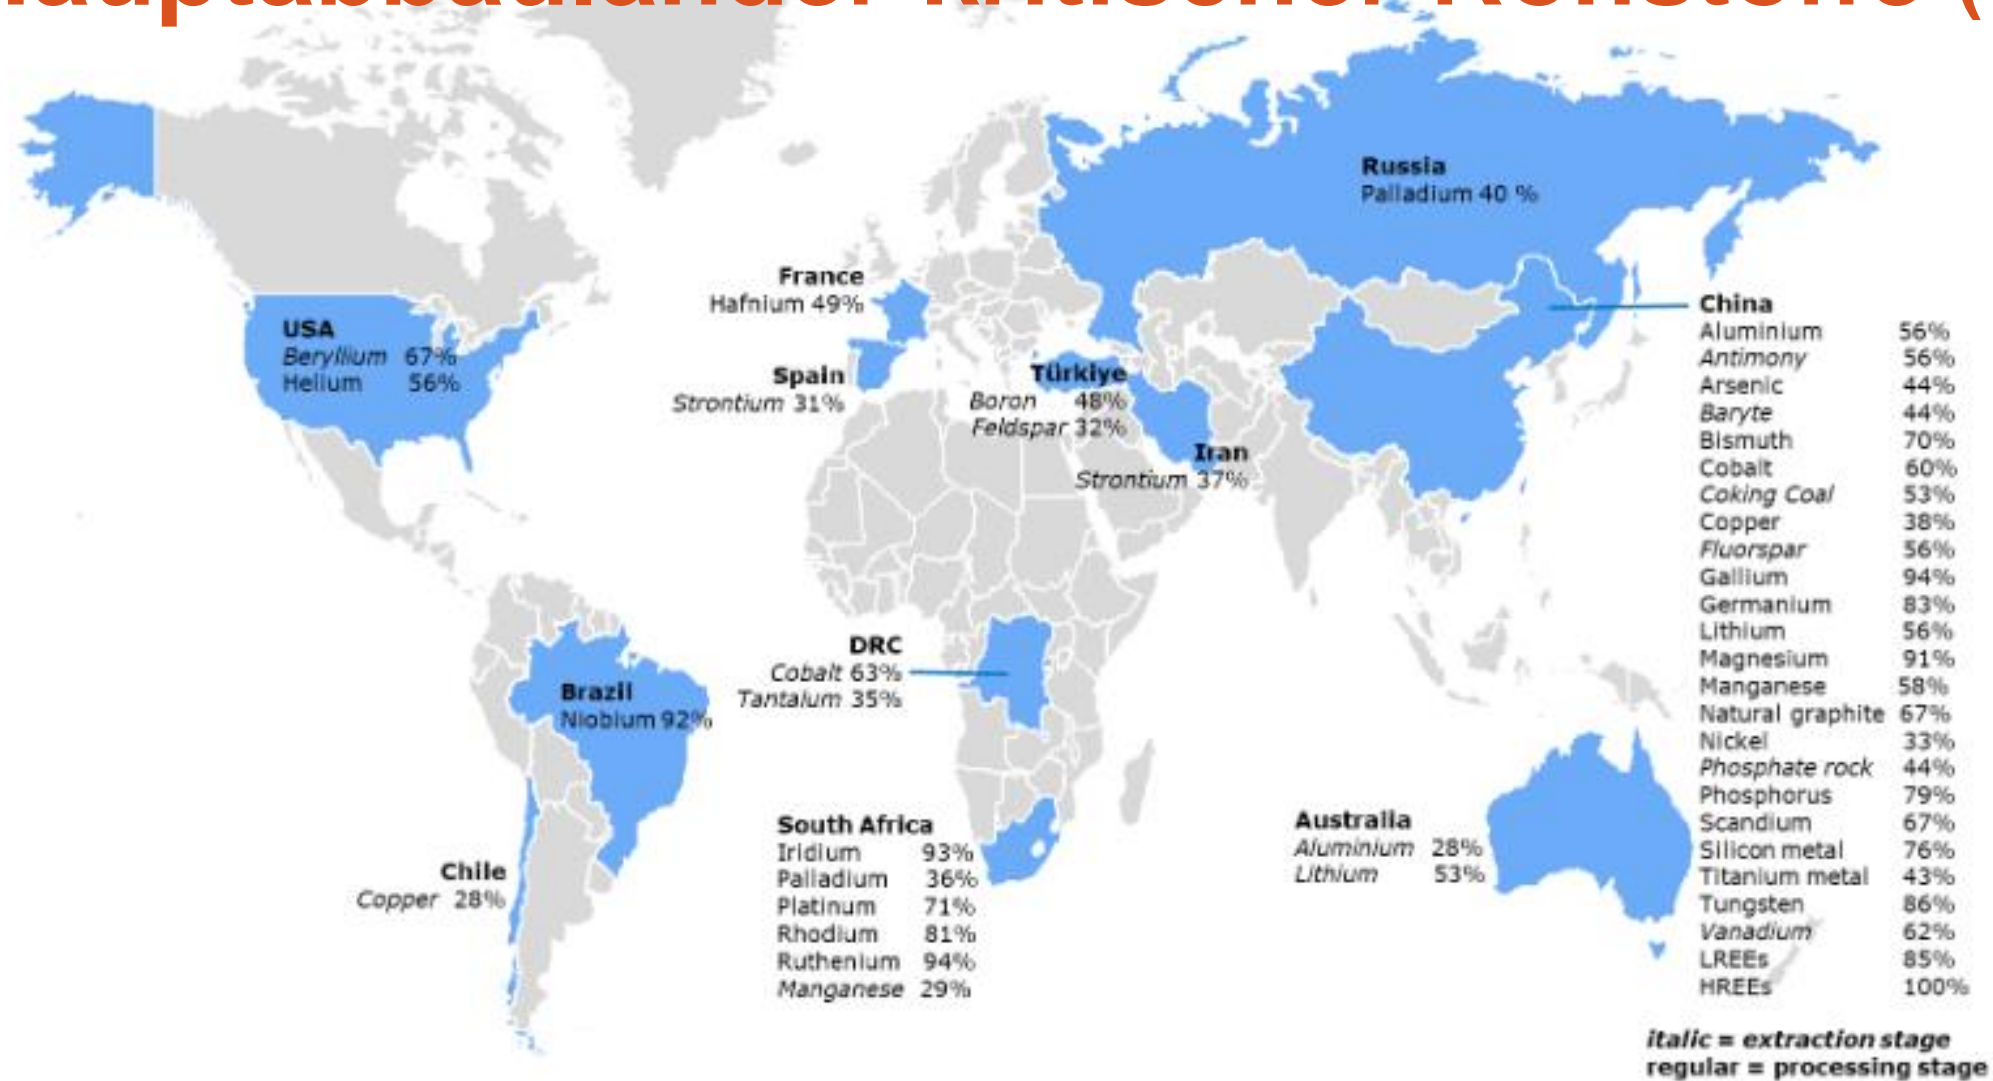 Hauptabbauländer kritischer Rohstoffe (
Russia
Palladium 40 %
France
Hafnium 49%
USA
Beryllium 67%
Helium 56%
Spain
Strontium 31%
Türkiye
Boron 48%
Feldspar 32%
Iran
Strontium 37%
China
Aluminium 56%
Antimony 56%
Arsenic 44%
Baryte 44%
Bismuth 70%
Cobalt 60%
Coking Coal 53%
Copper 38%
Fluorspar 56%
Gallium 94%
Germanium 83%
Lithium 56%
Magnesium 91%
Manganese 58%
Natural graphite 67%
Nickel 33%
Phosphate rock 44%
Phosphorus 79%
Scandium 67%
Silicon metal 76%
Titanium metal 43%
Tungsten 86%
Vanadium 62%
LREEs 85%
HREEs 100%
DRC
Cobalt 63%
Tantalum 35%
Brazil
Niobium 92%
South Africa
Iridium 93%
Palladium 36%
Platinum 71%
Rhodium 81%
Ruthenium 94%
Manganese 29%
Australia
Aluminium 28%
Lithium 53%
Chile
Copper 28%
italic = extraction stage
regular = processing stage